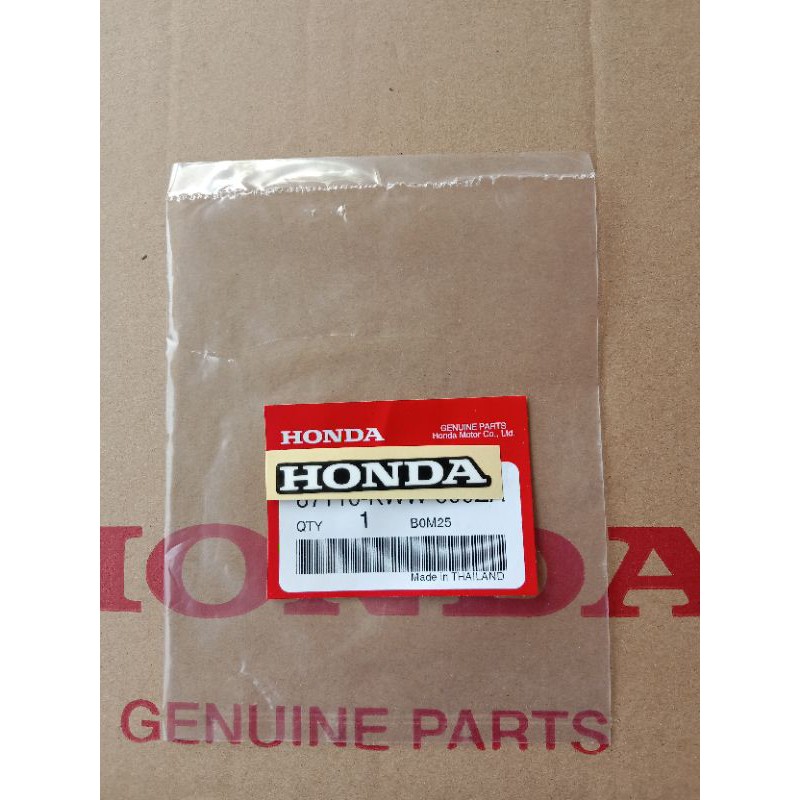 HONDA
GENUINE PARTS
Honda Motor Co., Ltd.
HONDA
QTY 1 B0M25
Made in THAILAND
HONDA
GENUINE PARTS